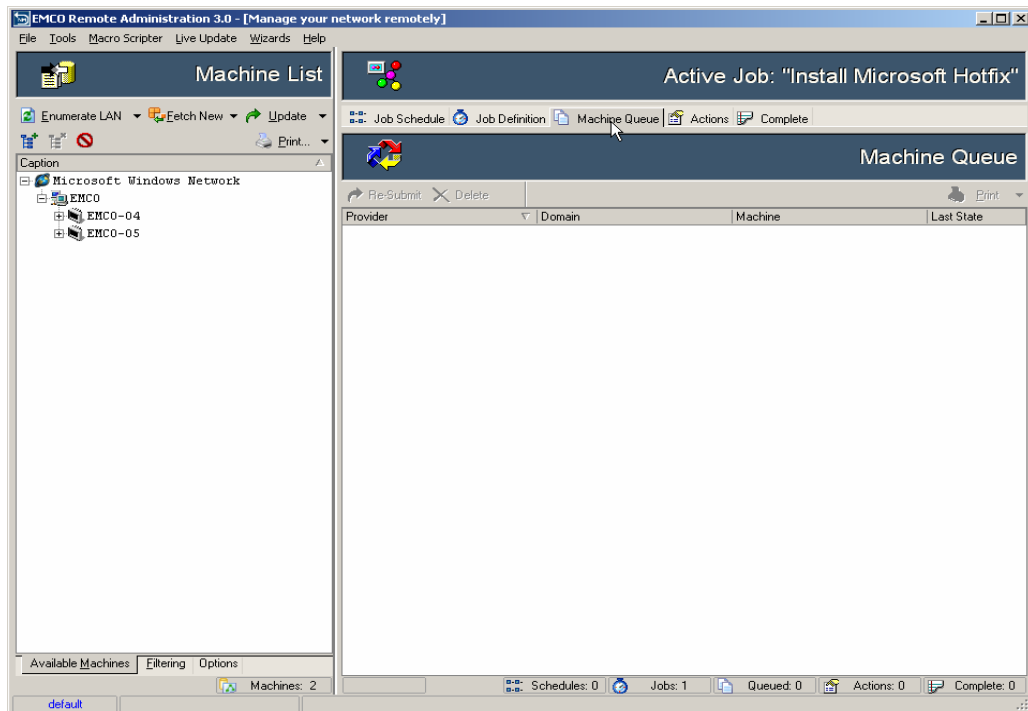 EMCO Remote Administration 3.0 - [Manage your network remotely]
File Tools Macro Scripter Live Update Wizards Help
Machine List
Active Job: "Install Microsoft Hotfix"
Enumerate LAN Fetch New Update
Job Schedule Job Definition Machine Queue Actions Complete
Print...
Machine Queue
Caption
Microsoft Windows Network
EMCO
EMCO-04
EMCO-05
Re-Submit Delete Print
Provider Domain Machine Last State
Available Machines Filtering Options
Machines: 2
Schedules: 0 Jobs: 1 Queued: 0 Actions: 0 Complete: 0
default